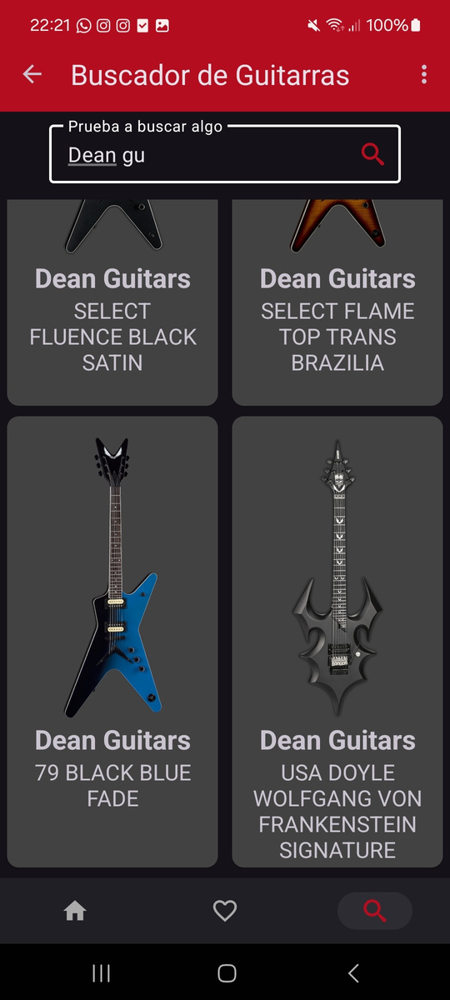 22:21
100%
Buscador de Guitarras
Prueba a buscar algo
Dean gu
Dean Guitars
SELECT
FLUENCE BLACK
SATIN
Dean Guitars
SELECT FLAME
TOP TRANS
BRAZILIA
Dean Guitars
79 BLACK BLUE
FADE
Dean Guitars
USA DOYLE
WOLFGANG VON
FRANKENSTEIN
SIGNATURE